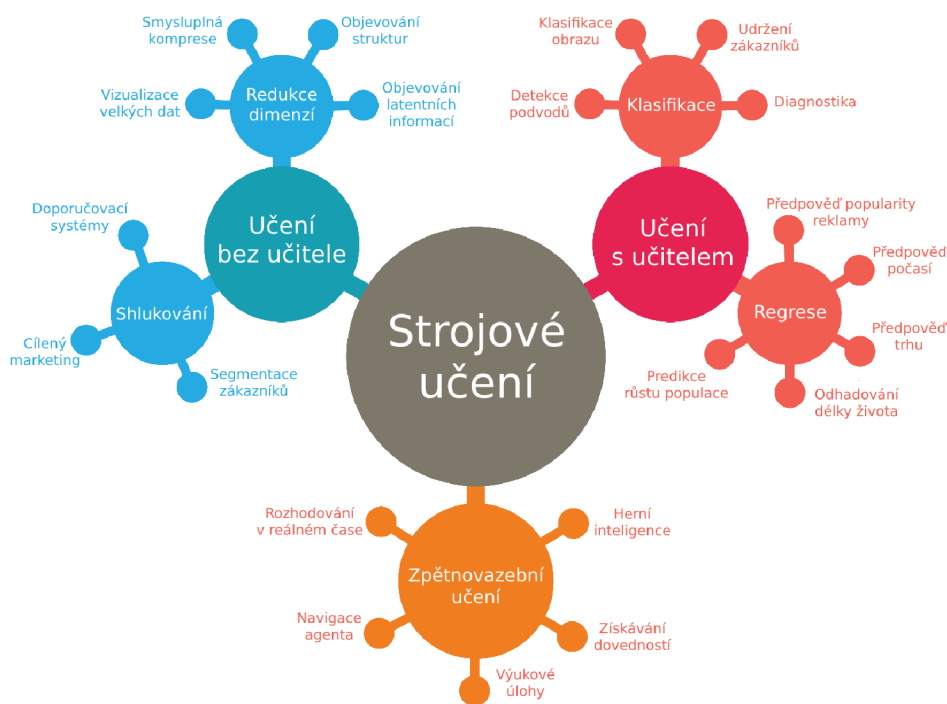 Smysluplná
komprese
Objevování
struktur
Vizualizace
velkých dat
Redukce
dimenzí
Objevování
latentních
informací
Klasifikace
obrazu
Udržení
zákazníků
Detekce
podvodů
Klasifikace
Diagnostika
Doporučovací
systémy
Učení
bez učitele
Shlukování
Cílený
marketing
Segmentace
zákazníků
Strojové
učení
Učení
s učitelem
Předpověď popularity
reklamy
Předpověď
počasí
Regrese
Předpověď
trhu
Predikce
růstu populace
Odhadování
délky života
Rozhodování
v reálném čase
Herní
inteligence
Zpětnovazební
učení
Navigace
agenta
Získávání
dovedností
Výukové
úlohy